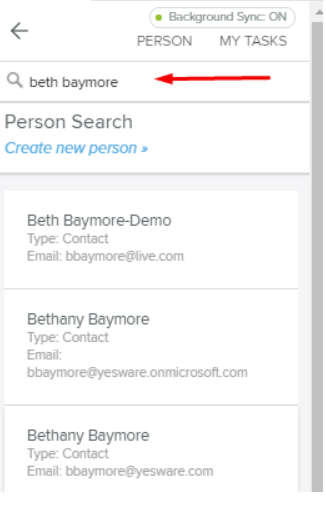 Background Sync: ON
PERSON MY TASKS
beth baymore
Person Search
Create new person »
Beth Baymore-Demo
Type: Contact
Email: bbaymore@live.com
Bethany Baymore
Type: Contact
Email:
bbaymore@yesware.onmicrosoft.com
Bethany Baymore
Type: Contact
Email: bbaymore@yesware.com